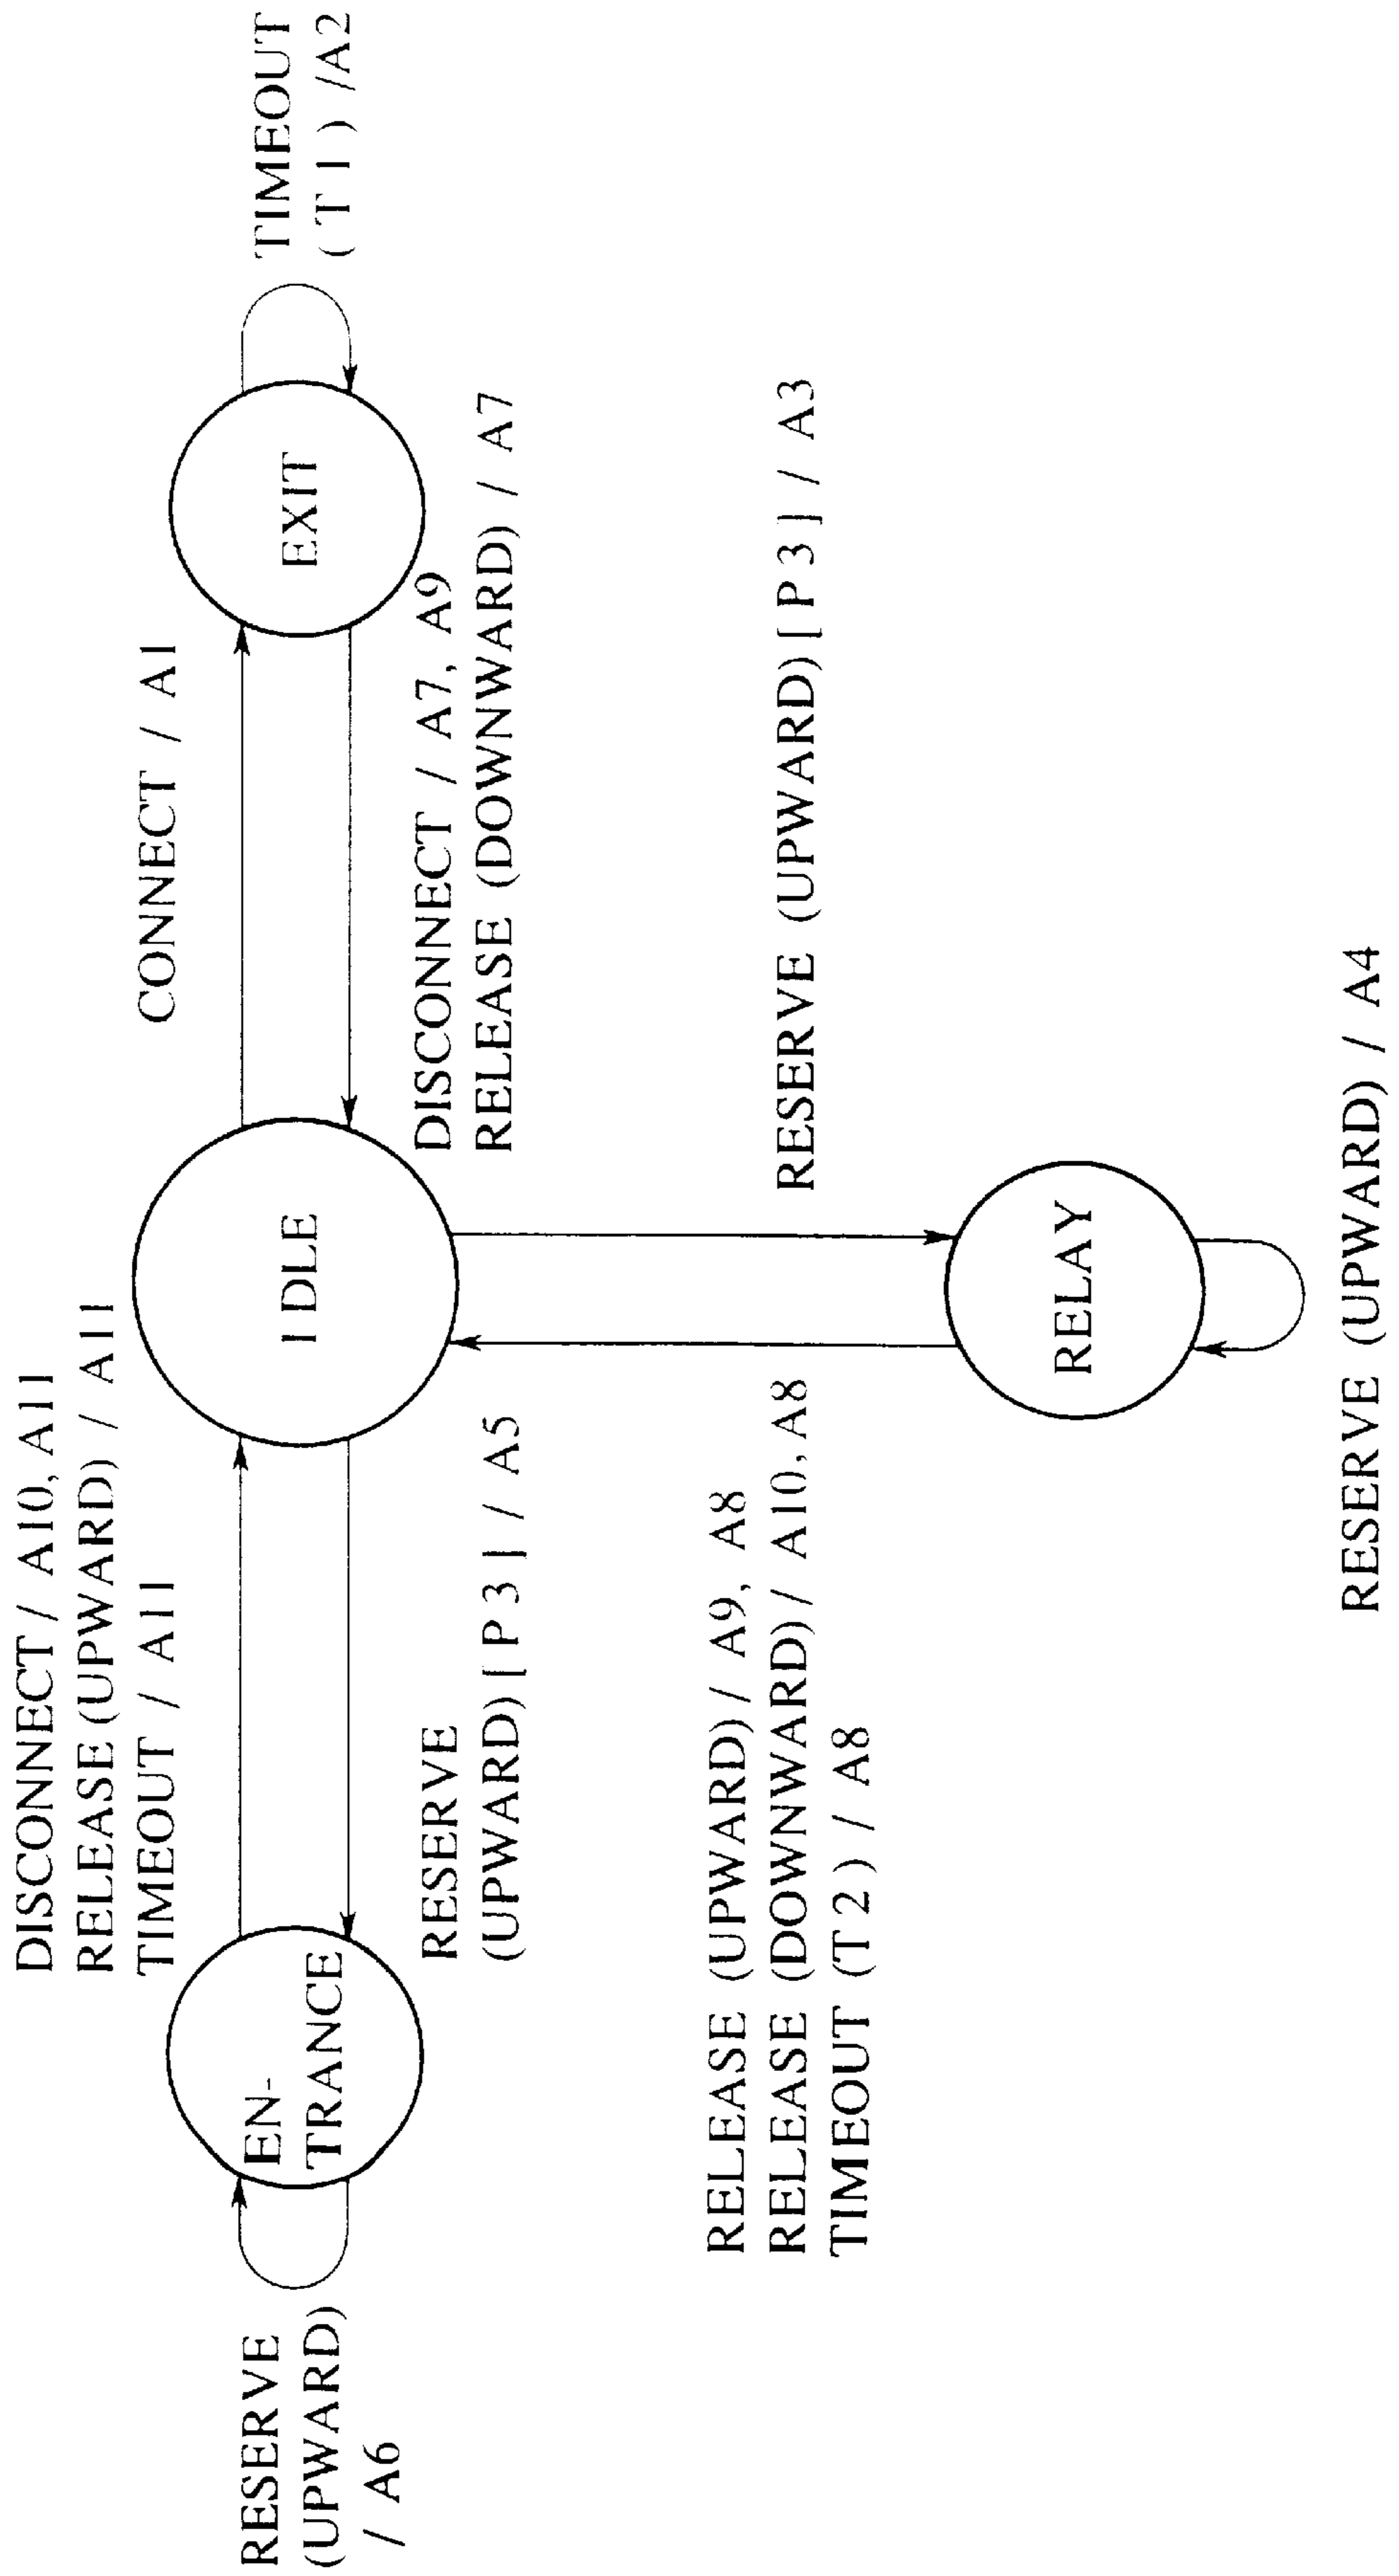 DISCONNECT / A10, A11
RELEASE (UPWARD) / A11
TIMEOUT / A11
CONNECT / A1
RESERVE
(UPWARD)
/ A6
EN-
TRANCE
IDLE
EXIT
TIMEOUT
(T1) /A2
RESERVE
(UPWARD) [P3] / A5
DISCONNECT / A7, A9
RELEASE (DOWNWARD) / A7
RELEASE (UPWARD) / A9, A8
RELEASE (DOWNWARD) / A10, A8
TIMEOUT (T2) / A8
RESERVE (UPWARD) [P3] / A3
RELAY
RESERVE (UPWARD) / A4